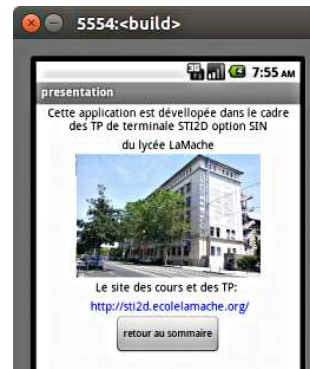 5554:<build>
3G 7:55 AM
presentation
Cette application est dévellopée dans le cadre
des TP de terminale STI2D option SIN
du lycée LaMache
Le site des cours et des TP:
http://sti2d.ecolelamache.org/
retour au sommaire